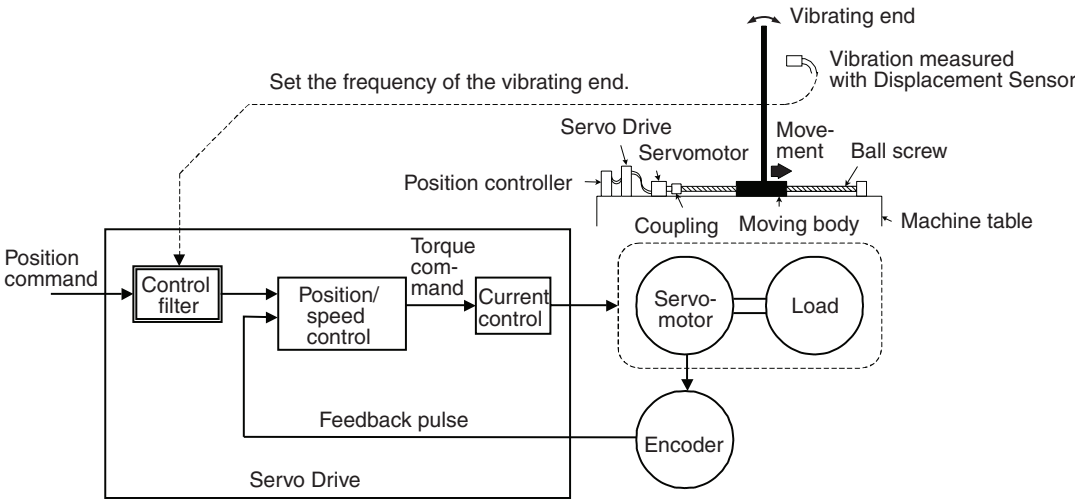 Vibrating end
Vibration measured
with Displacement Sensor
Set the frequency of the vibrating end.
Servo Drive
Servomotor
Move-
ment
Ball screw
Position controller
Coupling
Moving body
Machine table
Position
command
Control
filter
Position/
speed
control
Torque
com-
mand
Current
control
Servo-
motor
Load
Feedback pulse
Encoder
Servo Drive